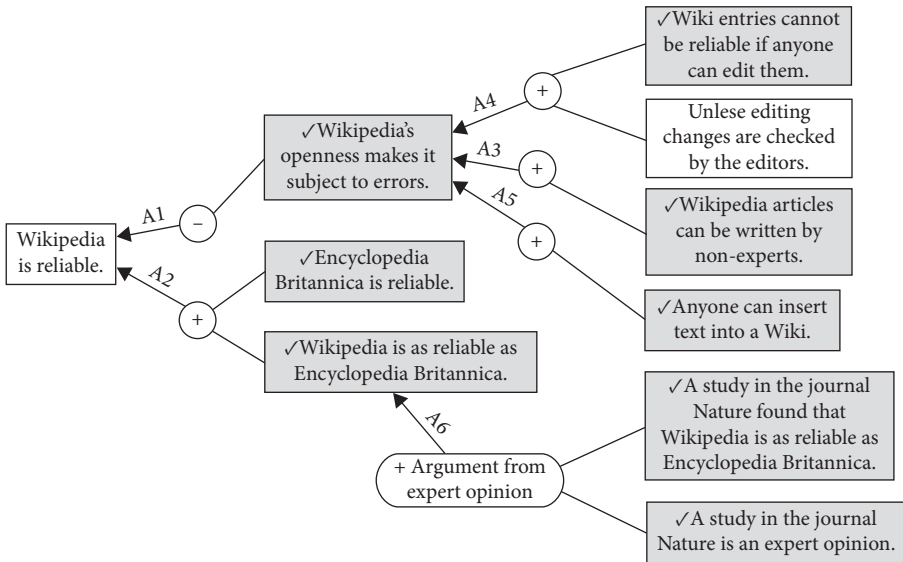 ✓Wiki entries cannot
be reliable if anyone
can edit them.
A4
+
Unlese editing
changes are checked
by the editors.
✓Wikipedia's
openness makes it
subject to errors.
A3
+
A5
✓Wikipedia articles
can be written by
non-experts.
+
A1
−
Wikipedia
is reliable.
A2
✓Encyclopedia
Britannica is reliable.
+
✓Anyone can insert
text into a Wiki.
✓Wikipedia is as reliable as
Encyclopedia Britannica.
A6
✓A study in the journal
Nature found that
Wikipedia is as reliable as
Encyclopedia Britannica.
+ Argument from
expert opinion
✓A study in the journal
Nature is an expert opinion.